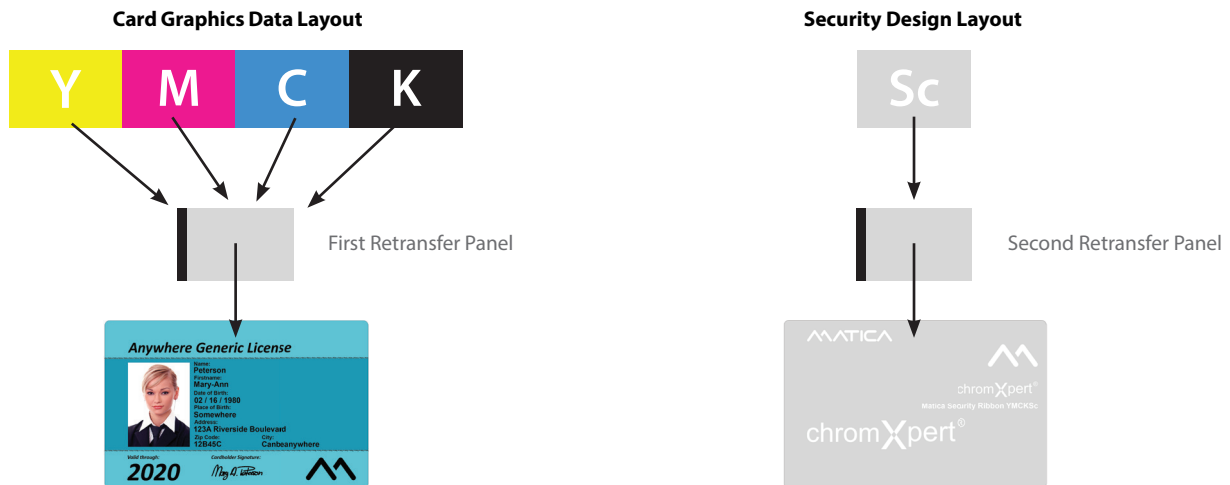 Card Graphics Data Layout
Y M C K
First Retransfer Panel
Anywhere Generic License
Name:
Peterson
Firstname:
Mary-Ann
Date of Birth:
02 / 16 / 1980
Place of Birth:
Somewhere
Address:
123A Riverside Boulevard
Zip Code: City:
12B45C Canbeanywhere
Valid through: Cardholder Signature:
2020 Mary A. Peterson
Security Design Layout
Sc
Second Retransfer Panel
MATICA
chromXpert®
Matica Security Ribbon YMCKSc
chromXpert®